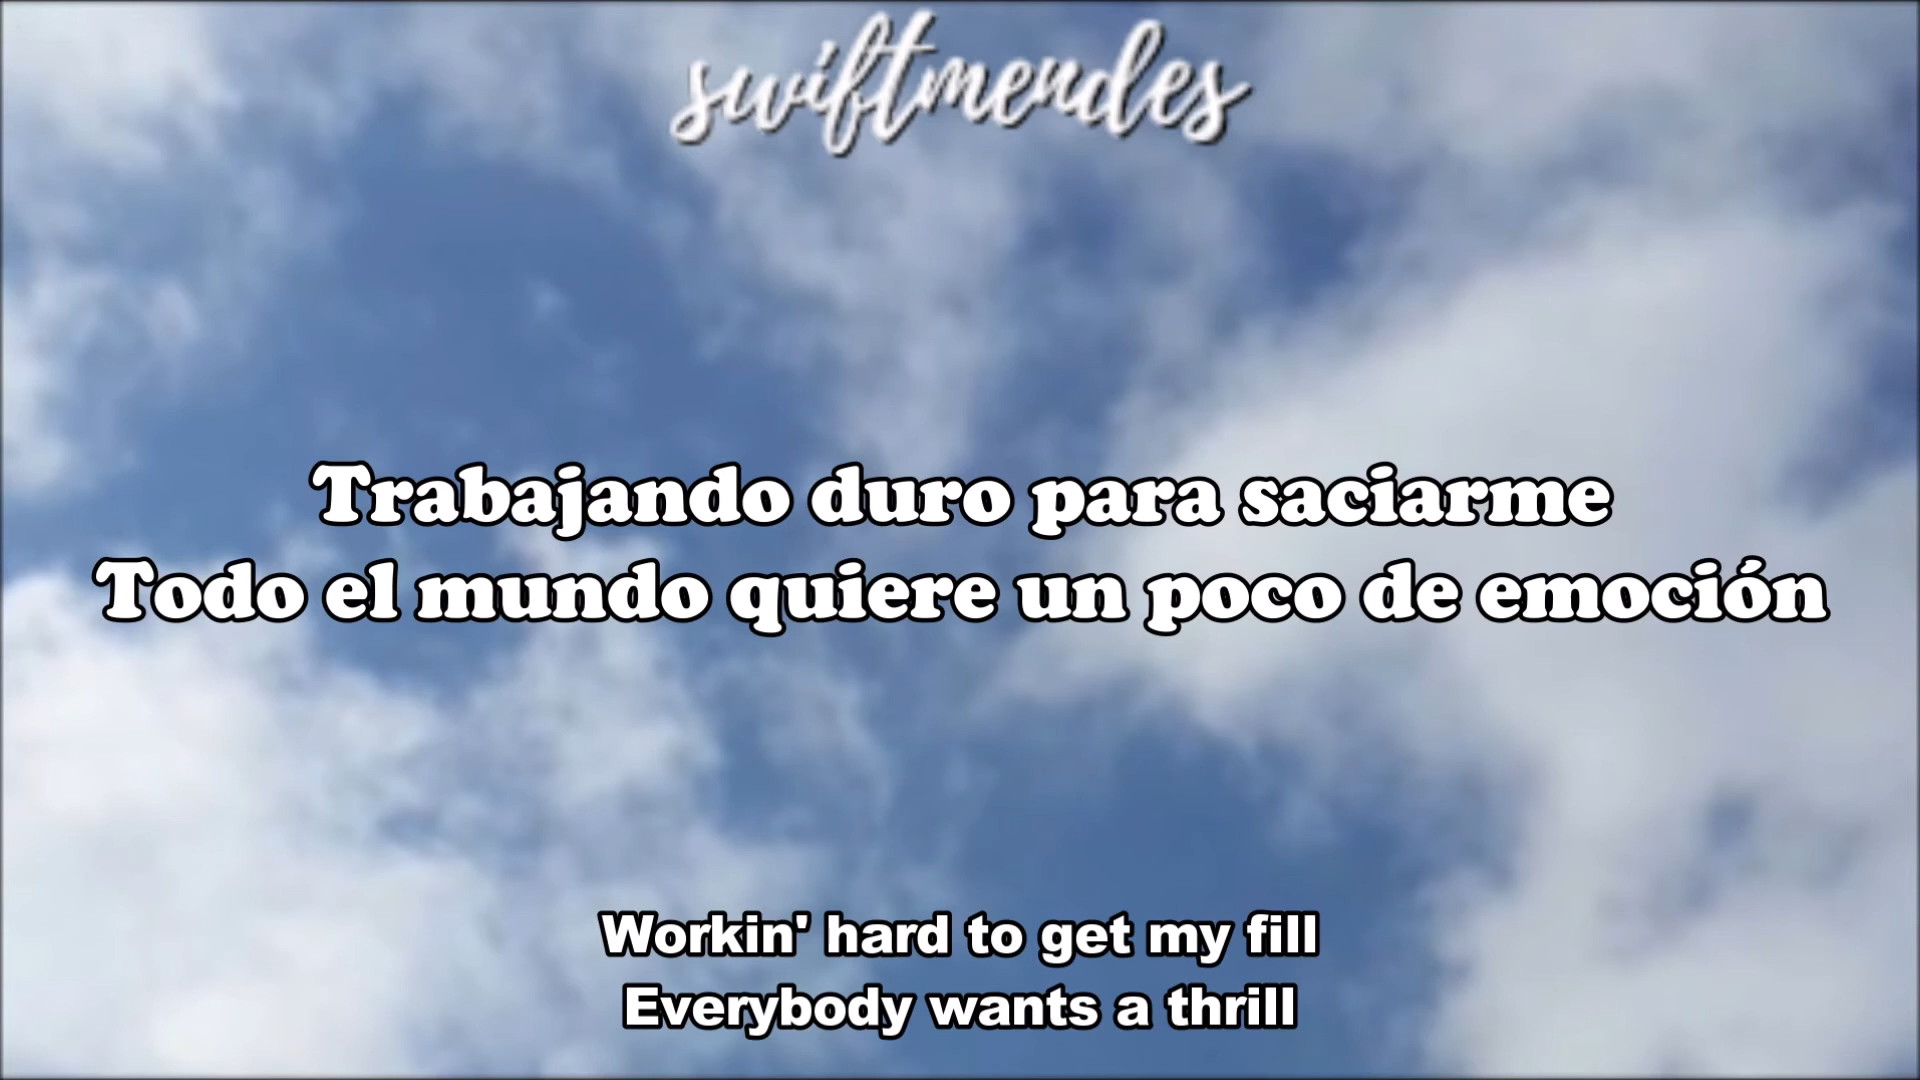 swiftmendes
Trabajando duro para saciarme
Todo el mundo quiere un poco de emoción
Workin' hard to get my fill
Everybody wants a thrill